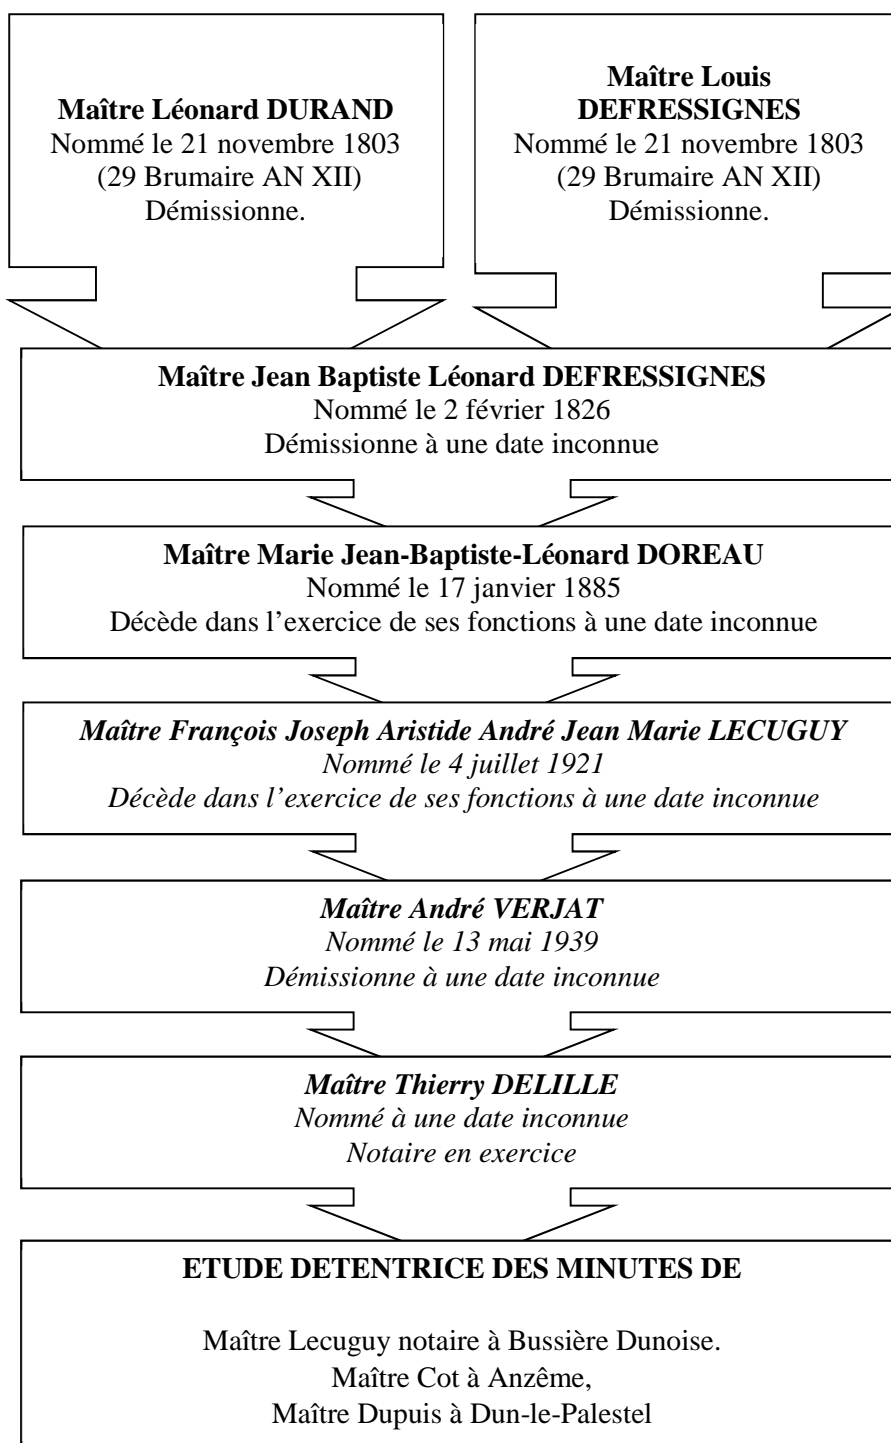 Maître Léonard DURAND
Nommé le 21 novembre 1803
(29 Brumaire AN XII)
Démissionne.
Maître Louis
DEFRESSIGNES
Nommé le 21 novembre 1803
(29 Brumaire AN XII)
Démissionne.
Maître Jean Baptiste Léonard DEFRESSIGNES
Nommé le 2 février 1826
Démissionne à une date inconnue
Maître Marie Jean-Baptiste-Léonard DOREAU
Nommé le 17 janvier 1885
Décède dans l’exercice de ses fonctions à une date inconnue
Maître François Joseph Aristide André Jean Marie LECUGUY
Nommé le 4 juillet 1921
Décède dans l’exercice de ses fonctions à une date inconnue
Maître André VERJAT
Nommé le 13 mai 1939
Démissionne à une date inconnue
Maître Thierry DELILLE
Nommé à une date inconnue
Notaire en exercice
ETUDE DETENTRICE DES MINUTES DE
Maître Lecuguy notaire à Bussière Dunoise.
Maître Cot à Anzême,
Maître Dupuis à Dun-le-Palestel